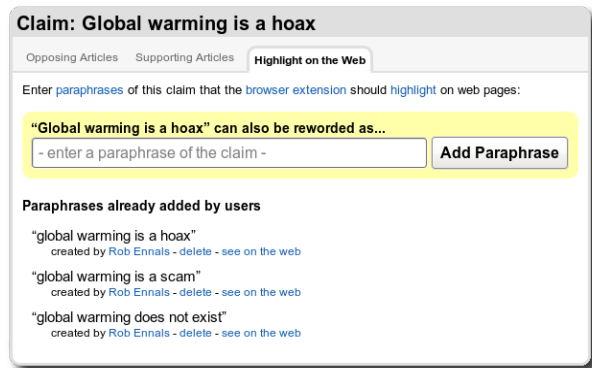 Claim: Global warming is a hoax
Opposing Articles Supporting Articles Highlight on the Web
Enter paraphrases of this claim that the browser extension should highlight on web pages:
“Global warming is a hoax” can also be reworded as...
- enter a paraphrase of the claim - Add Paraphrase
Paraphrases already added by users
“global warming is a hoax”
created by Rob Ennals - delete - see on the web
“global warming is a scam”
created by Rob Ennals - delete - see on the web
“global warming does not exist”
created by Rob Ennals - delete - see on the web